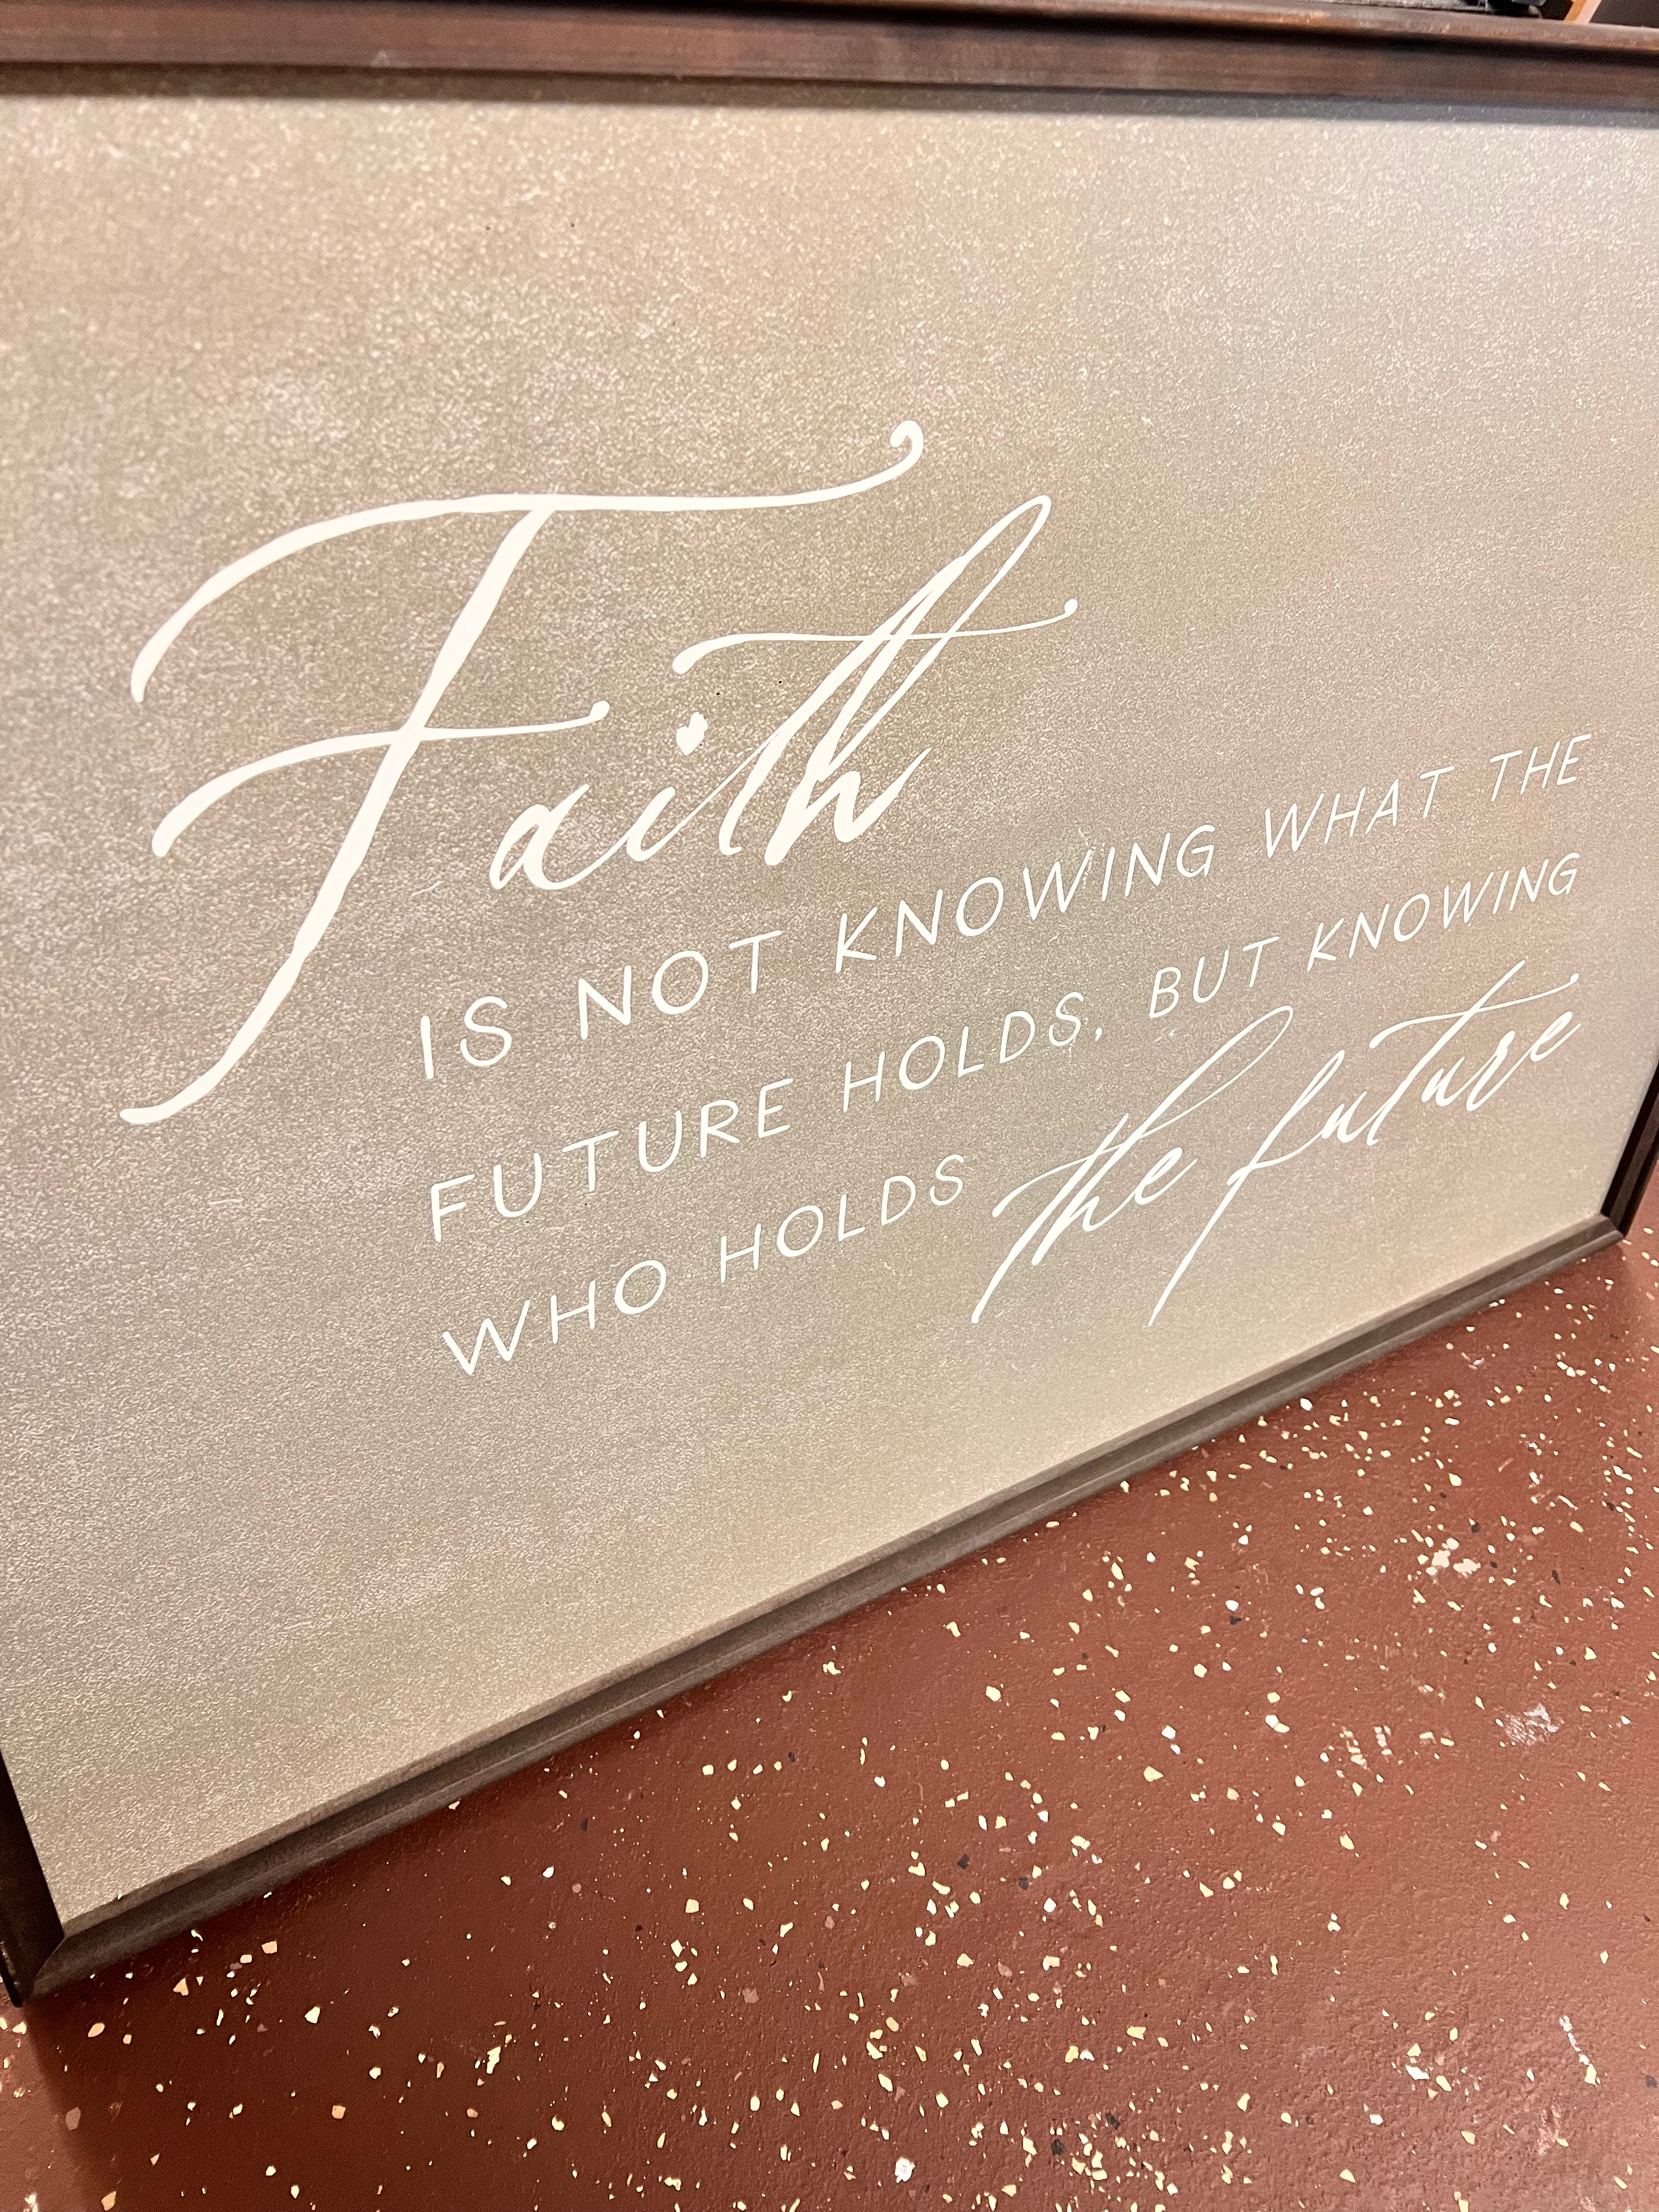 Faith
IS NOT KNOWING WHAT THE
FUTURE HOLDS, BUT KNOWING
WHO HOLDS the future